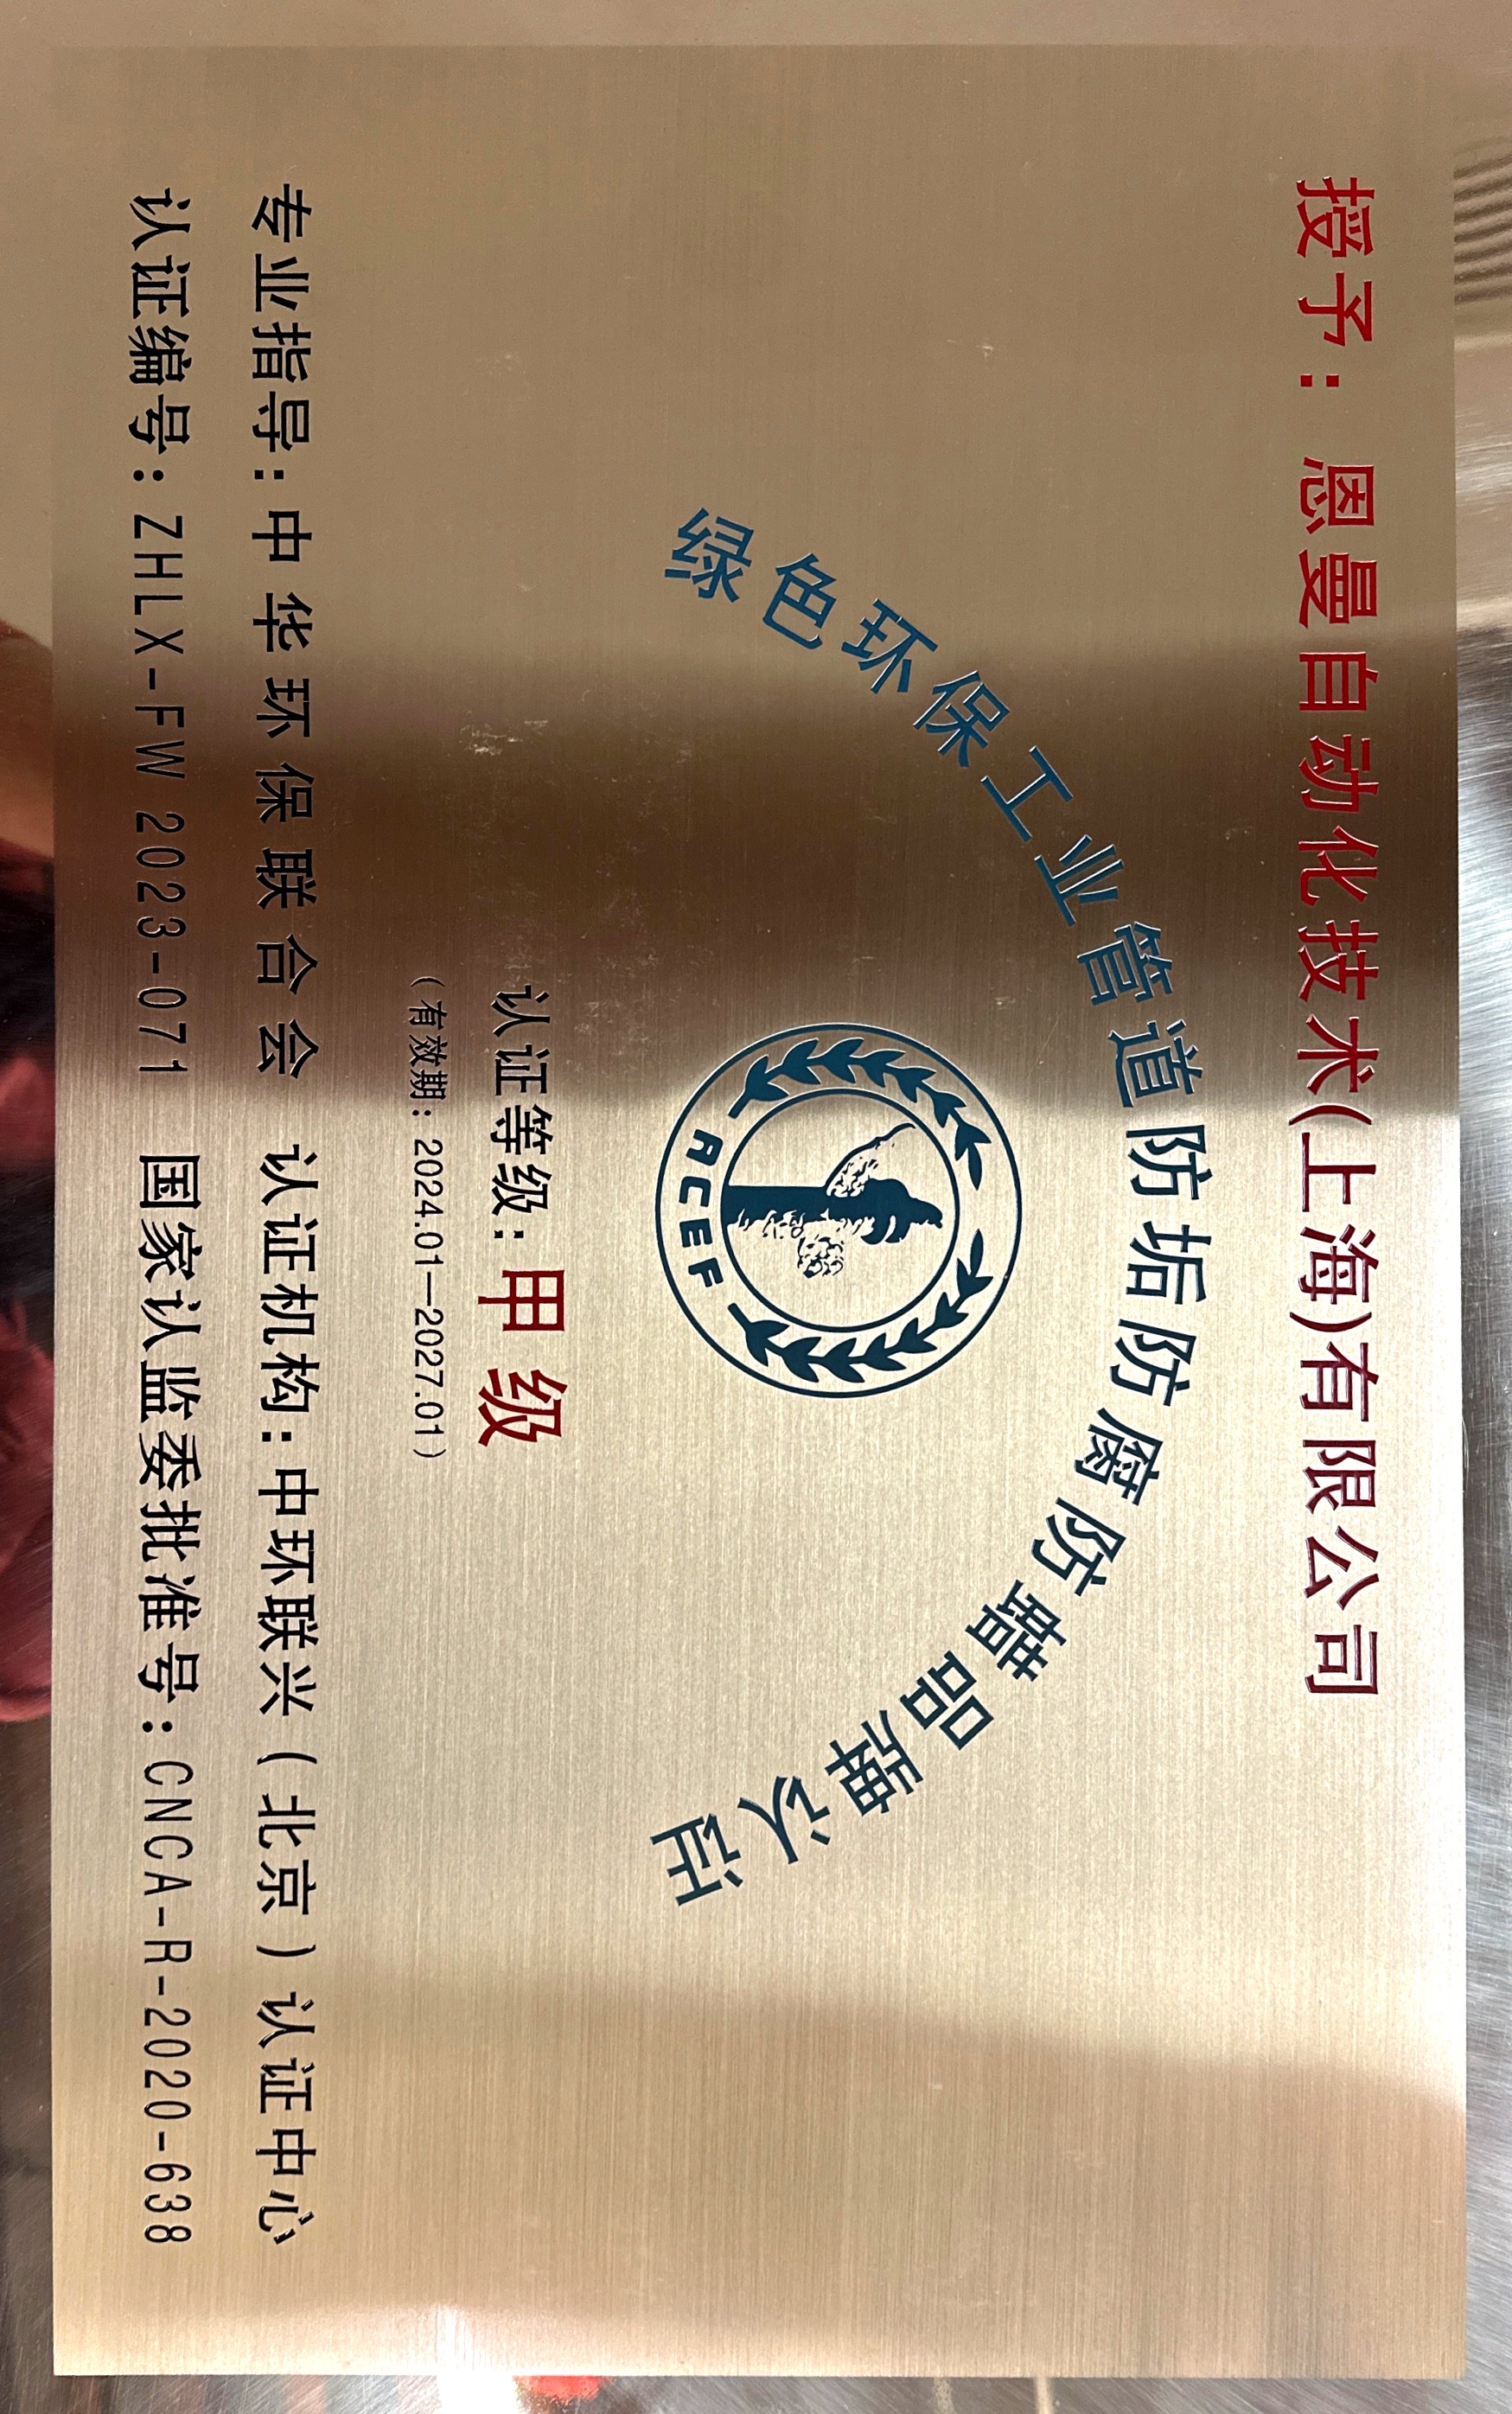 授予：恩曼自动化技术(上海)有限公司
绿色环保工业管道防垢防腐防蜡品牌认证
ACEF
认证等级：甲级
（有效期：2024.01—2027.01）
专业指导：中华环保联合会 认证机构：中环联兴（北京）认证中心
认证编号：ZHLX-FW 2023-071 国家认监委批准号：CNCA-R-2020-638